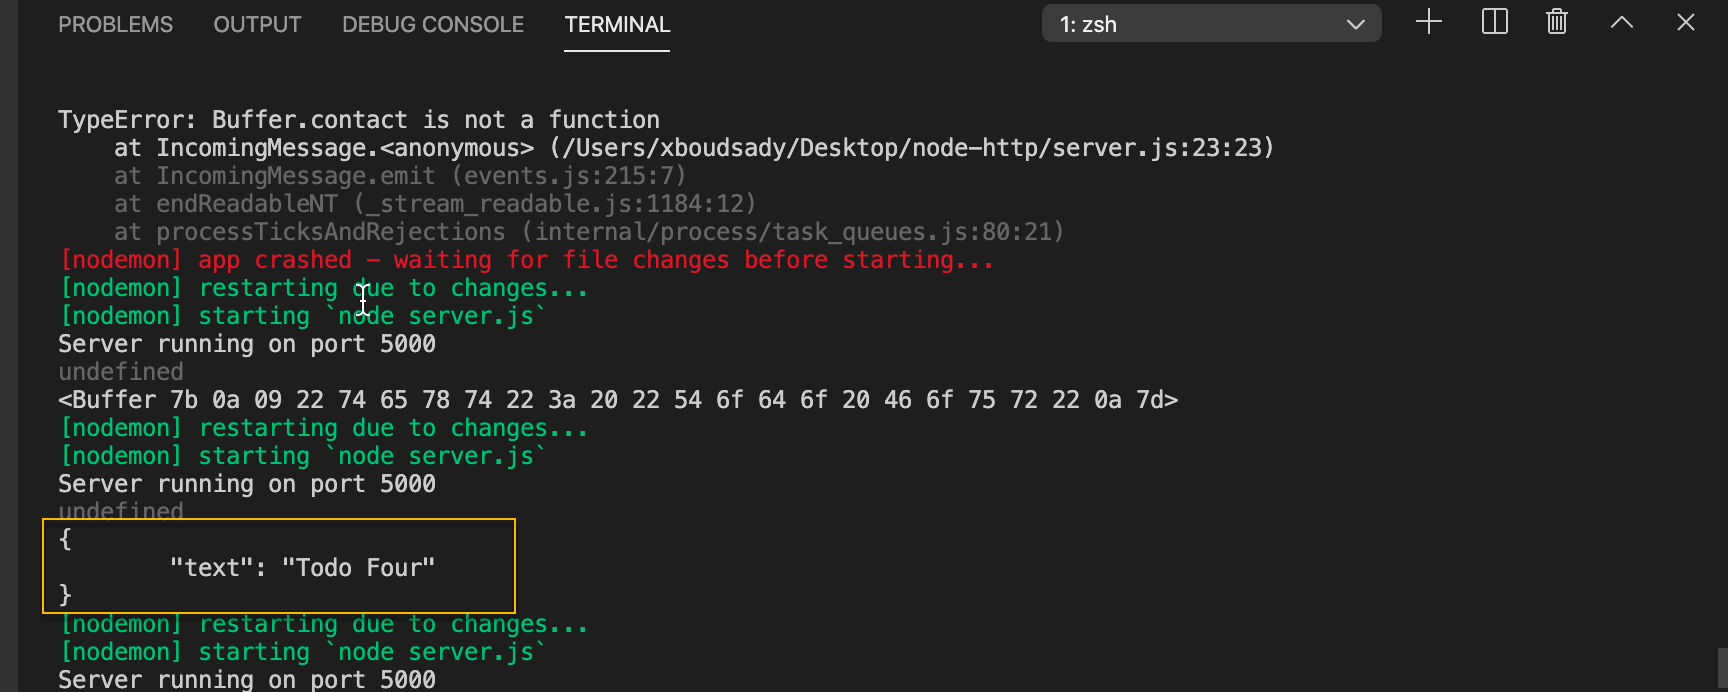 PROBLEMS OUTPUT DEBUG CONSOLE TERMINAL 1: zsh
TypeError: Buffer.contact is not a function
    at IncomingMessage.<anonymous> (/Users/xboudsady/Desktop/node-http/server.js:23:23)
    at IncomingMessage.emit (events.js:215:7)
    at endReadableNT (_stream_readable.js:1184:12)
    at processTicksAndRejections (internal/process/task_queues.js:80:21)
[nodemon] app crashed - waiting for file changes before starting...
[nodemon] restarting due to changes...
[nodemon] starting `node server.js`
Server running on port 5000
undefined
<Buffer 7b 0a 09 22 74 65 78 74 22 3a 20 22 54 6f 64 6f 20 46 6f 75 72 22 0a 7d>
[nodemon] restarting due to changes...
[nodemon] starting `node server.js`
Server running on port 5000
undefined
{
        "text": "Todo Four"
}
[nodemon] restarting due to changes...
[nodemon] starting `node server.js`
Server running on port 5000